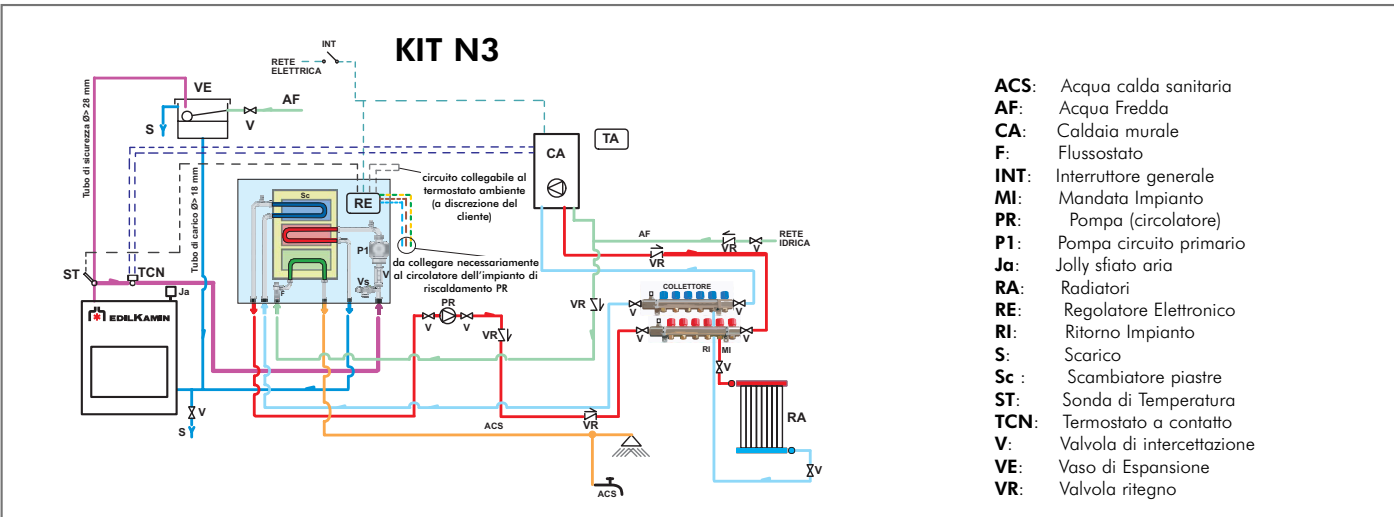 KIT N3
INT
RETE
ELETTRICA
VE
AF
S
V
Tubo di sicurezza Ø> 28 mm
Tubo di carico Ø> 18 mm
CA
TA
Sc
RE
circuito collegabile al
termostato ambiente
(a discrezione del
cliente)
P1
V
Vs
F
da collegare necessariamente
al circolatore dell'impianto di
riscaldamento PR
AF
VR
V
RETE
IDRICA
VR
ST
TCN
Ja
EDILKAMIN
COLLETTORE
V
V
V
V
VR
PR
V
V
VR
RI
MI
V
RA
V
V
S
ACS
VR
ACS
ACS: Acqua calda sanitaria
AF: Acqua Fredda
CA: Caldaia murale
F: Flussostato
INT: Interruttore generale
MI: Mandata Impianto
PR: Pompa (circolatore)
P1: Pompa circuito primario
Ja: Jolly sfiato aria
RA: Radiatori
RE: Regolatore Elettronico
RI: Ritorno Impianto
S: Scarico
Sc : Scambiatore piastre
ST: Sonda di Temperatura
TCN: Termostato a contatto
V: Valvola di intercettazione
VE: Vaso di Espansione
VR: Valvola ritegno